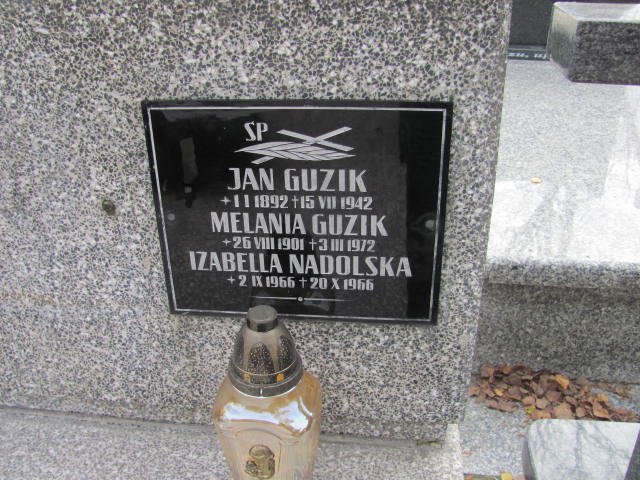 ŚP
JAN GUZIK
+ 1 I 1892 + 15 VII 1942
MELANIA GUZIK
+ 26 VIII 1901 + 3 III 1972
IZABELLA NADOLSKA
+ 2 IX 1966 + 20 X 1966